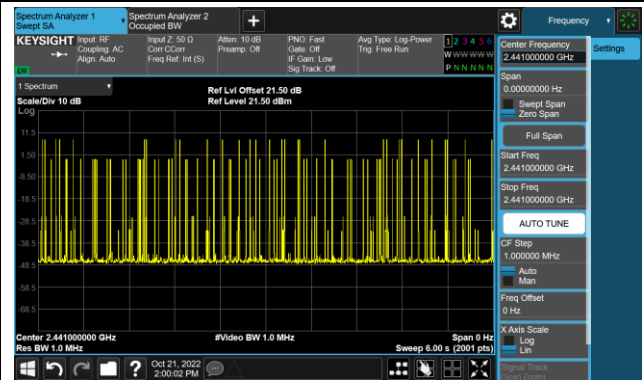 Spectrum Analyzer 1
Swept SA
Spectrum Analyzer 2
Occupied BW
Frequency
KEYSIGHT
Input: RF
Coupling: AC
Align: Auto
Input Z: 50 Ω
Corr CCorr
Freq Ref: Int (S)
Atten: 10 dB
Preamp: Off
PNO: Fast
Gate: Off
IF Gain: Low
Sig Track: Off
Avg Type: Log-Power
Trig: Free Run
1 2 3 4 5 6
W W W W W W
P N N N N N
LXI
1 Spectrum
Scale/Div 10 dB
Ref Lvl Offset 21.50 dB
Ref Level 21.50 dBm
Log
11.5
1.50
-8.50
-18.5
-28.5
-38.5
-48.5
-58.5
-68.5
Center 2.441000000 GHz
Res BW 1.0 MHz
#Video BW 1.0 MHz
Span 0 Hz
Sweep 6.00 s (2001 pts)
Center Frequency
2.441000000 GHz
Settings
Span
0.00000000 Hz
Swept Span
Zero Span
Full Span
Start Freq
2.441000000 GHz
Stop Freq
2.441000000 GHz
AUTO TUNE
CF Step
1.000000 MHz
Auto
Man
Freq Offset
0 Hz
X Axis Scale
Log
Lin
Signal Track
(Span Zoom)
?
Oct 21, 2022
2:00:02 PM